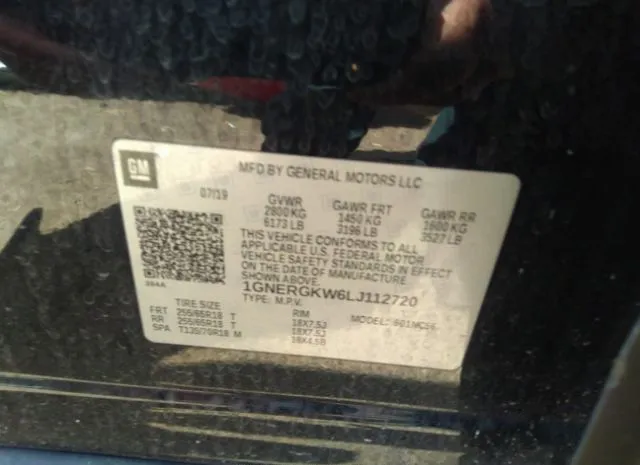 GM
MFD BY GENERAL MOTORS LLC
07/19
GVWR GAWR FRT GAWR RR
2800 KG 1450 KG 1600 KG
6173 LB 3196 LB 3527 LB
THIS VEHICLE CONFORMS TO ALL
APPLICABLE U.S. FEDERAL MOTOR
VEHICLE SAFETY STANDARDS IN EFFECT
ON THE DATE OF MANUFACTURE
SHOWN ABOVE.
1GNERGKW6LJ112720
TYPE: M.P.V. MODEL:
TIRE SIZE RIM
FRT 255/65R18 T 18X7.5J
RR 255/65R18 T 18X7.5J
SPA T135/70R18 M 18X4.5B